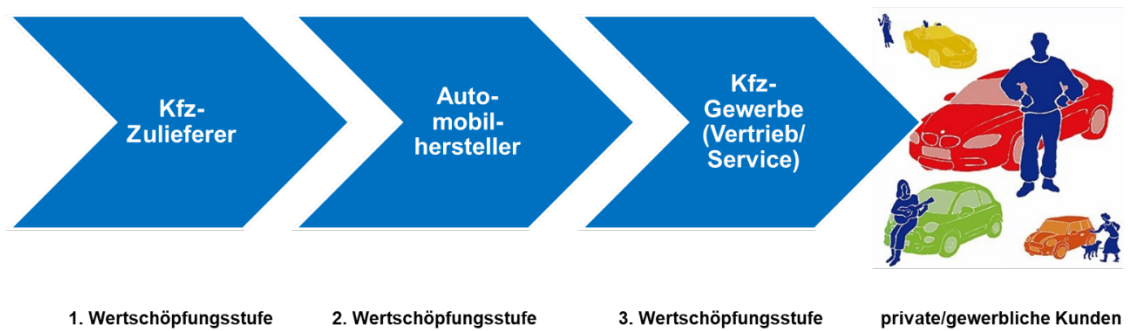 Kfz-
Zulieferer
Auto-
mobil-
hersteller
Kfz-
Gewerbe
(Vertrieb/
Service)
1. Wertschöpfungsstufe
2. Wertschöpfungsstufe
3. Wertschöpfungsstufe
private/gewerbliche Kunden